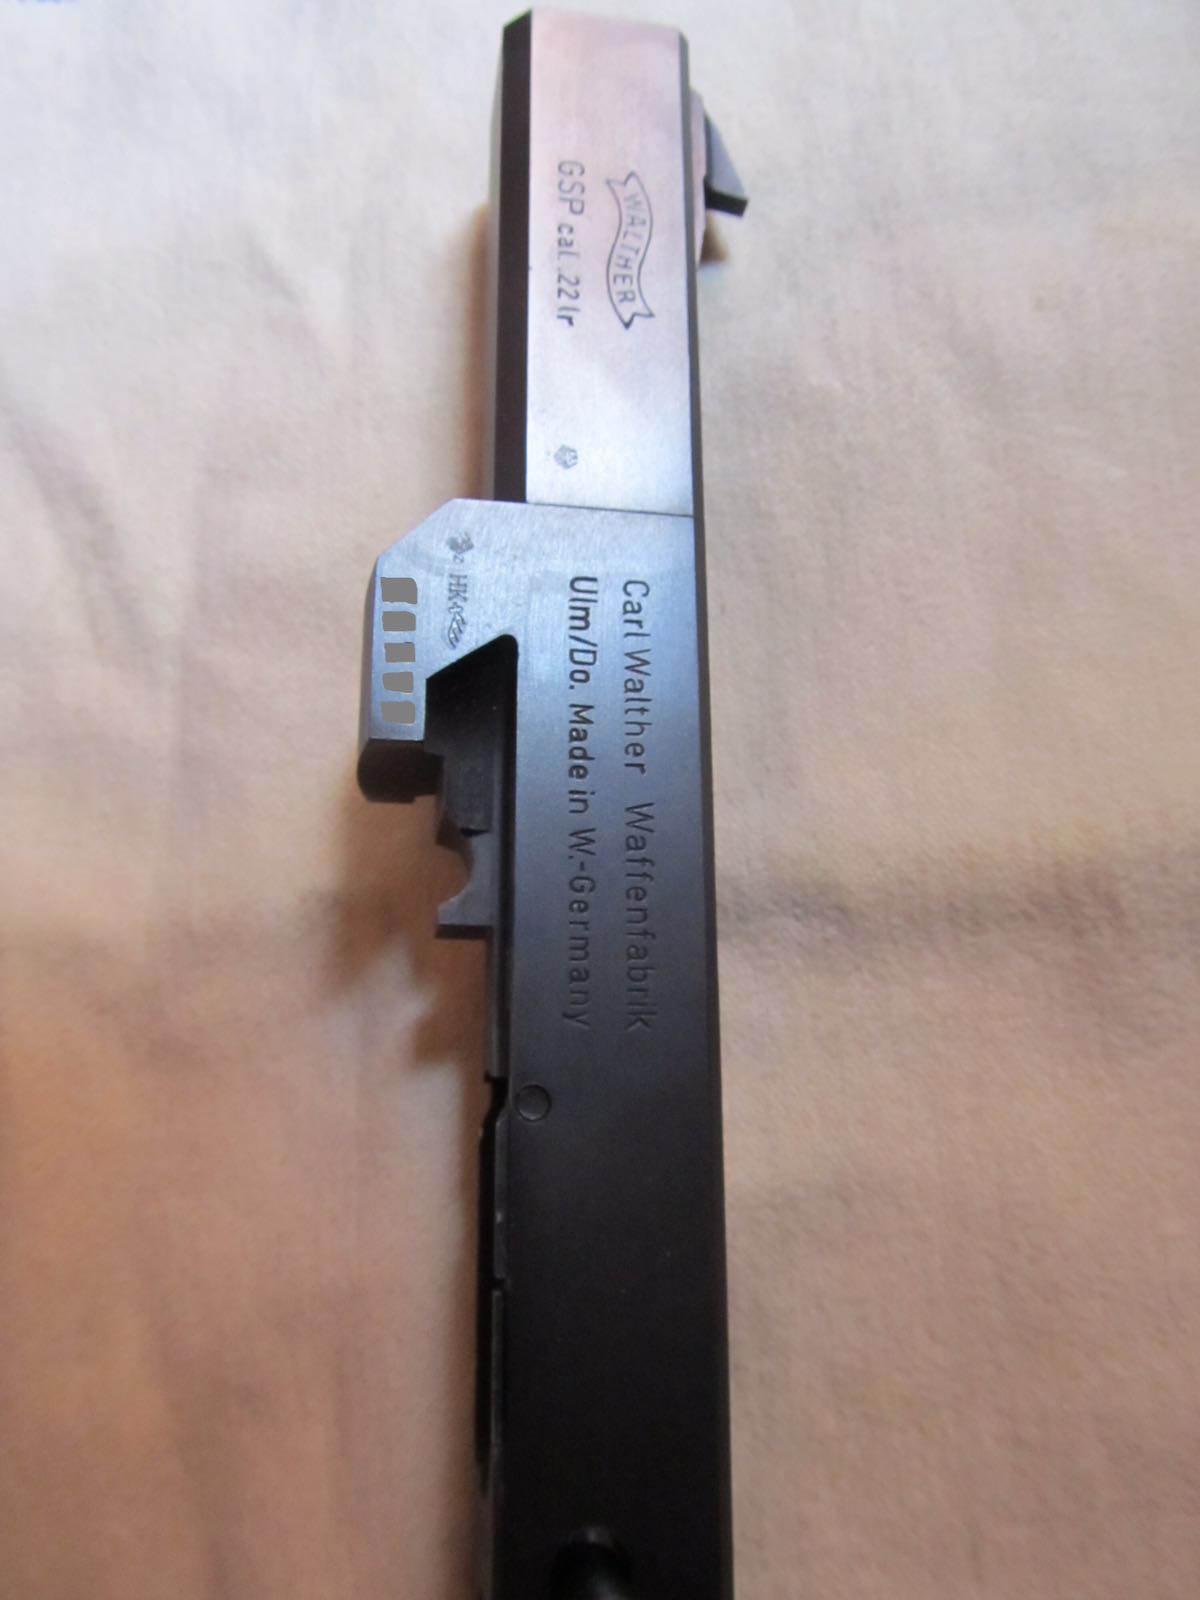 WALTHER
GSP cal. .22 lr
Carl Walther Waffenfabrik
Ulm/Do. Made in W.-Germany
HK